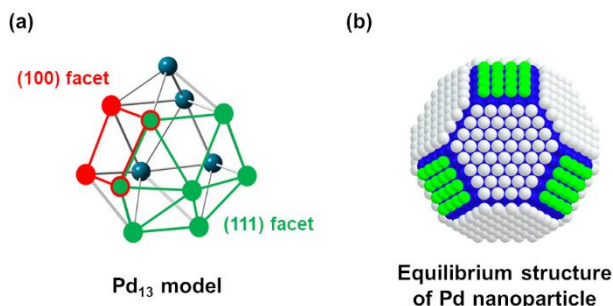 (a)
(b)
(100) facet
(111) facet
Pd₁₃ model
Equilibrium structure
of Pd nanoparticle